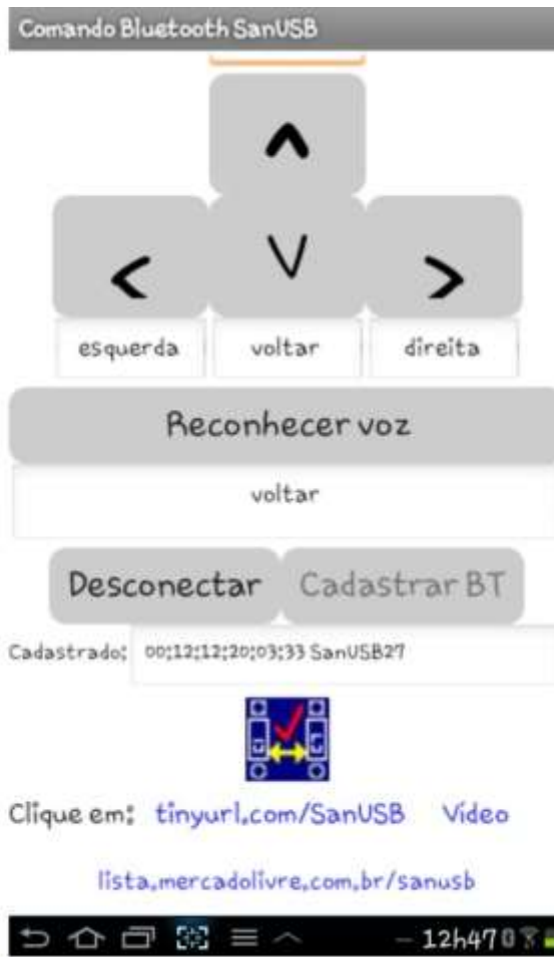 Comando Bluetooth SanUSB
esquerda voltar direita
Reconhecer voz
voltar
Desconectar Cadastrar BT
Cadastrado: 00:12:12:20:03:33 SanUSB27
Clique em: tinyurl.com/SanUSB Video
lista.mercadolivre.com.br/sanusb
12h47